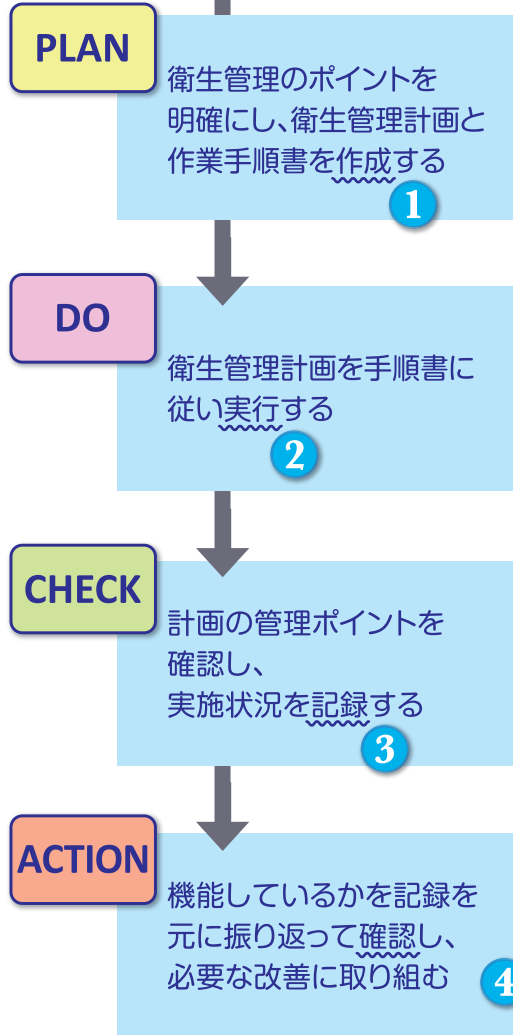 PLAN
衛生管理のポイントを
明確にし、衛生管理計画と
作業手順書を作成する
1
DO
衛生管理計画を手順書に
従い実行する
2
CHECK
計画の管理ポイントを
確認し、
実施状況を記録する
3
ACTION
機能しているかを記録を
元に振り返って確認し、
必要な改善に取り組む
4